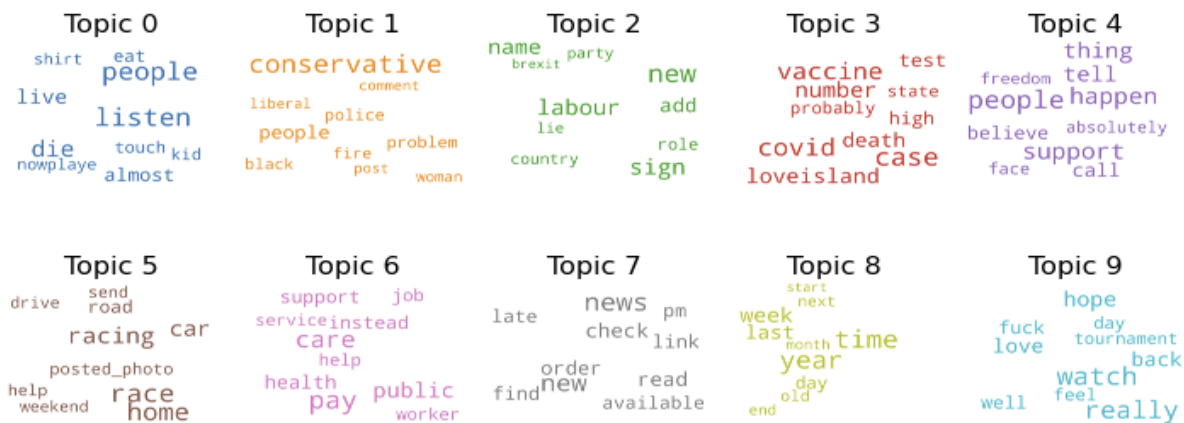 Topic 0
shirt eat
people
live
listen
die touch kid
nowplaye
almost
Topic 1
conservative
comment
liberal
police
people
problem
fire
black post
woman
Topic 2
name party
brexit
new
labour add
lie
role
country
sign
Topic 3
test
vaccine
number state
probably
high
death
covid
case
loveisland
Topic 4
thing
freedom tell
people happen
believe absolutely
support
face call
Topic 5
send
drive
road
racing car
posted_photo
help race
weekend home
Topic 6
support job
service instead
care
help
health
public
pay
worker
Topic 7
news
late pm
check
link
order
new read
find
available
Topic 8
start
next
week
last
month time
year
day
old
end
Topic 9
hope
fuck day
love tournament
back
watch
feel
well
really